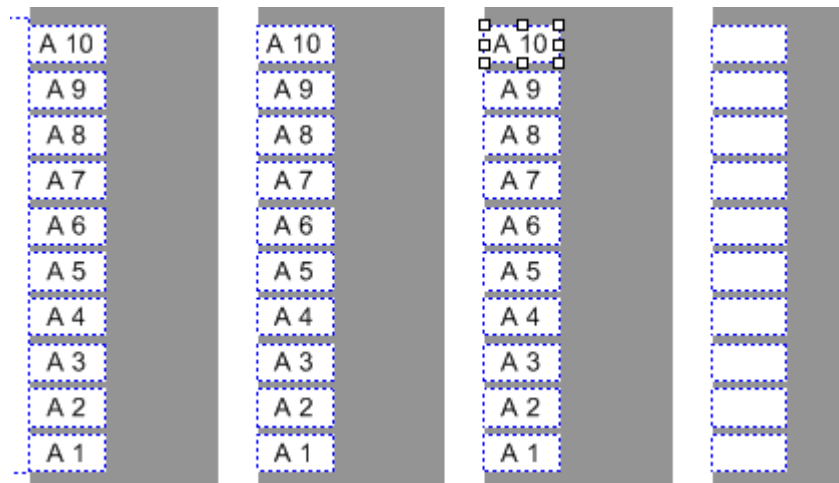 A 10 A 10 A 10
A 9 A 9 A 9
A 8 A 8 A 8
A 7 A 7 A 7
A 6 A 6 A 6
A 5 A 5 A 5
A 4 A 4 A 4
A 3 A 3 A 3
A 2 A 2 A 2
A 1 A 1 A 1